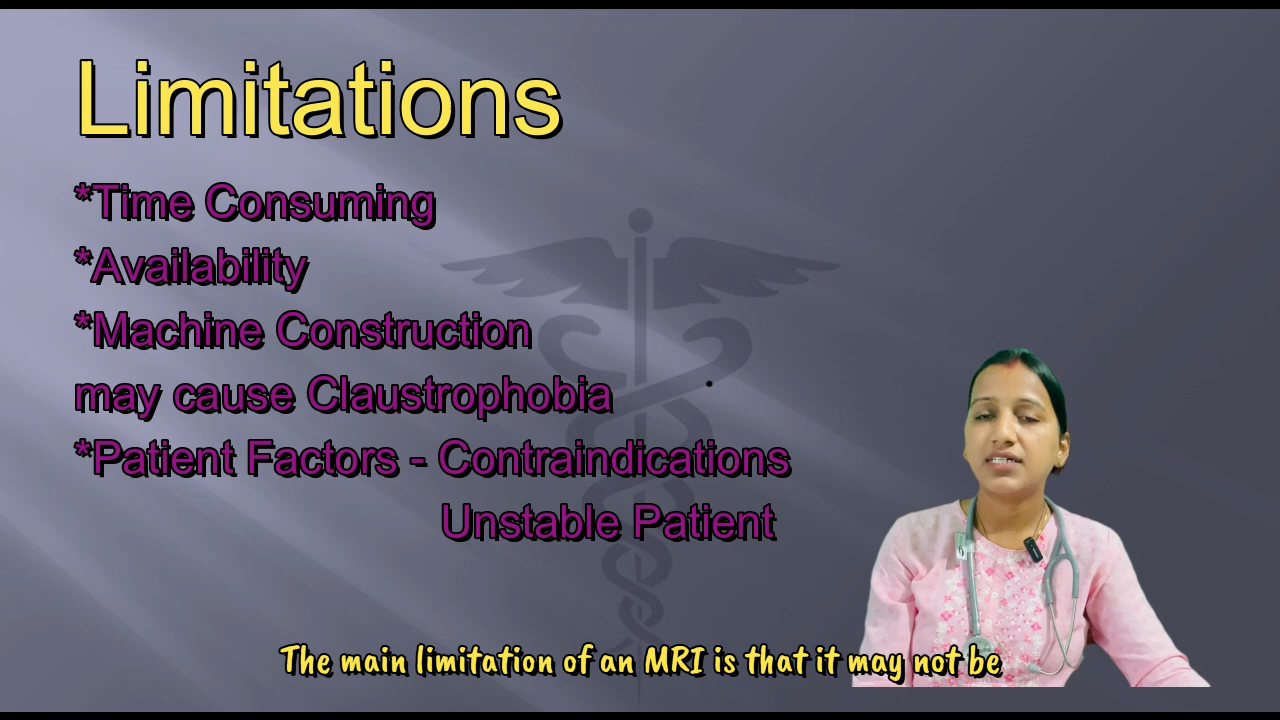 Limitations
*Time Consuming
*Availability
*Machine Construction
may cause Claustrophobia
*Patient Factors - Contraindications
Unstable Patient
The main limitation of an MRI is that it may not be